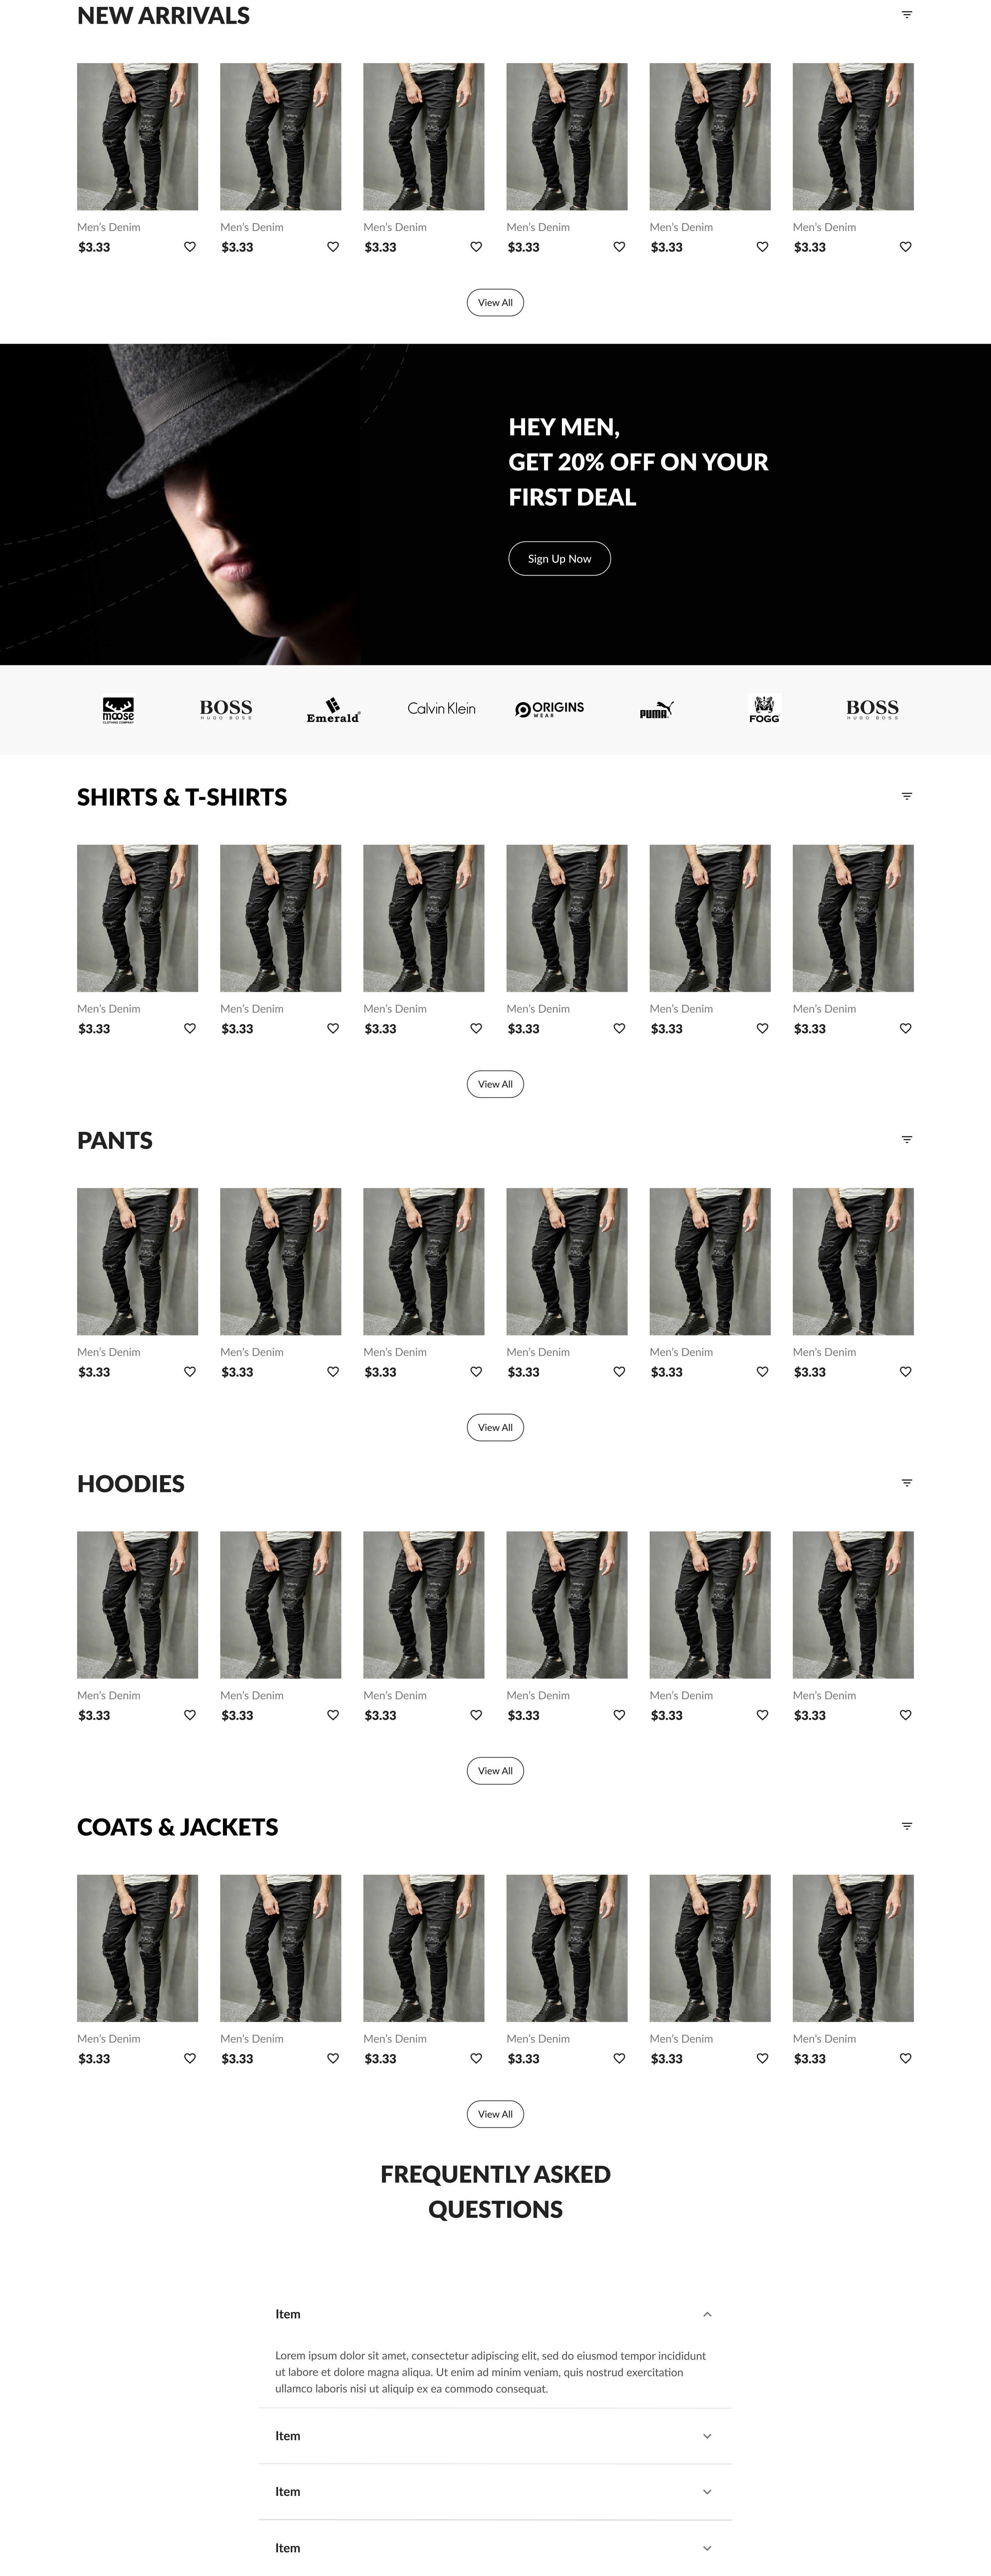 NEW ARRIVALS
Men's Denim Men's Denim Men's Denim Men's Denim Men's Denim Men's Denim
$3.33 $3.33 $3.33 $3.33 $3.33 $3.33
View All
HEY MEN,
GET 20% OFF ON YOUR
FIRST DEAL
Sign Up Now
moose
CLOTHING COMPANY
BOSS
HUGO BOSS
Emerald
Calvin Klein
ORIGINS
WEAR
PUMA
FOGG
BOSS
HUGO BOSS
SHIRTS & T-SHIRTS
Men's Denim Men's Denim Men's Denim Men's Denim Men's Denim Men's Denim
$3.33 $3.33 $3.33 $3.33 $3.33 $3.33
View All
PANTS
Men's Denim Men's Denim Men's Denim Men's Denim Men's Denim Men's Denim
$3.33 $3.33 $3.33 $3.33 $3.33 $3.33
View All
HOODIES
Men's Denim Men's Denim Men's Denim Men's Denim Men's Denim Men's Denim
$3.33 $3.33 $3.33 $3.33 $3.33 $3.33
View All
COATS & JACKETS
Men's Denim Men's Denim Men's Denim Men's Denim Men's Denim Men's Denim
$3.33 $3.33 $3.33 $3.33 $3.33 $3.33
View All
FREQUENTLY ASKED
QUESTIONS
Item
Lorem ipsum dolor sit amet, consectetur adipiscing elit, sed do eiusmod tempor incididunt
ut labore et dolore magna aliqua. Ut enim ad minim veniam, quis nostrud exercitation
ullamco laboris nisi ut aliquip ex ea commodo consequat.
Item
Item
Item